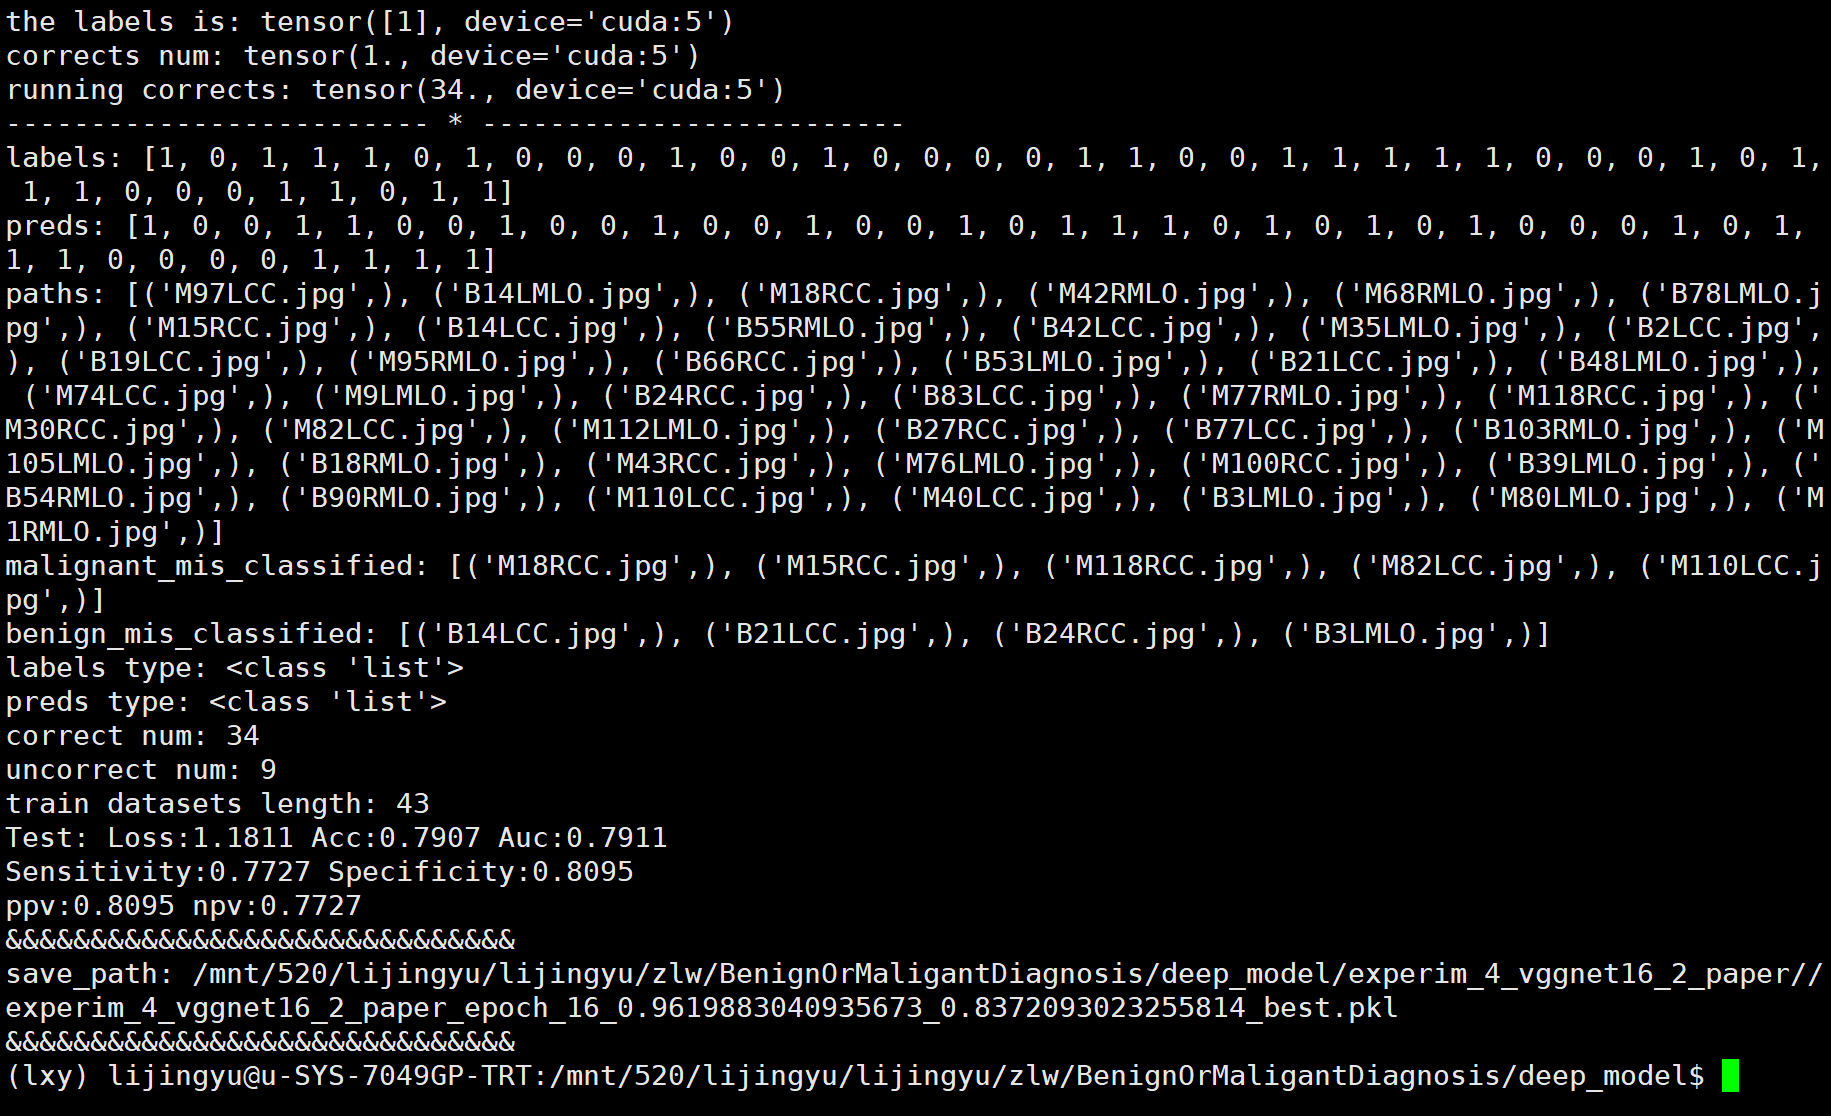 the labels is: tensor([1], device='cuda:5')
corrects num: tensor(1., device='cuda:5')
running corrects: tensor(34., device='cuda:5')
------------------------- * -------------------------
labels: [1, 0, 1, 1, 1, 0, 1, 0, 0, 0, 1, 0, 0, 1, 0, 0, 0, 0, 1, 1, 0, 0, 1, 1, 1, 1, 1, 0, 0, 0, 1, 0, 1,
 1, 1, 0, 0, 0, 1, 1, 0, 1, 1]
preds: [1, 0, 0, 1, 1, 0, 0, 1, 0, 0, 1, 0, 0, 1, 0, 0, 1, 0, 1, 1, 1, 0, 1, 0, 1, 0, 1, 0, 0, 0, 1, 0, 1,
1, 1, 0, 0, 0, 0, 1, 1, 1, 1]
paths: [('M97LCC.jpg',), ('B14LMLO.jpg',), ('M18RCC.jpg',), ('M42RMLO.jpg',), ('M68RMLO.jpg',), ('B78LMLO.j
pg',), ('M15RCC.jpg',), ('B14LCC.jpg',), ('B55RMLO.jpg',), ('B42LCC.jpg',), ('M35LMLO.jpg',), ('B2LCC.jpg',
), ('B19LCC.jpg',), ('M95RMLO.jpg',), ('B66RCC.jpg',), ('B53LMLO.jpg',), ('B21LCC.jpg',), ('B48LMLO.jpg',),
 ('M74LCC.jpg',), ('M9LMLO.jpg',), ('B24RCC.jpg',), ('B83LCC.jpg',), ('M77RMLO.jpg',), ('M118RCC.jpg',), ('
M30RCC.jpg',), ('M82LCC.jpg',), ('M112LMLO.jpg',), ('B27RCC.jpg',), ('B77LCC.jpg',), ('B103RMLO.jpg',), ('M
105LMLO.jpg',), ('B18RMLO.jpg',), ('M43RCC.jpg',), ('M76LMLO.jpg',), ('M100RCC.jpg',), ('B39LMLO.jpg',), ('
B54RMLO.jpg',), ('B90RMLO.jpg',), ('M110LCC.jpg',), ('M40LCC.jpg',), ('B3LMLO.jpg',), ('M80LMLO.jpg',), ('M
1RMLO.jpg',)]
malignant_mis_classified: [('M18RCC.jpg',), ('M15RCC.jpg',), ('M118RCC.jpg',), ('M82LCC.jpg',), ('M110LCC.j
pg',)]
benign_mis_classified: [('B14LCC.jpg',), ('B21LCC.jpg',), ('B24RCC.jpg',), ('B3LMLO.jpg',)]
labels type: <class 'list'>
preds type: <class 'list'>
correct num: 34
uncorrect num: 9
train datasets length: 43
Test: Loss:1.1811 Acc:0.7907 Auc:0.7911
Sensitivity:0.7727 Specificity:0.8095
ppv:0.8095 npv:0.7727
&&&&&&&&&&&&&&&&&&&&&&&&&&&&&&
save_path: /mnt/520/lijingyu/lijingyu/zlw/BenignOrMaligantDiagnosis/deep_model/experim_4_vggnet16_2_paper//
experim_4_vggnet16_2_paper_epoch_16_0.9619883040935673_0.8372093023255814_best.pkl
&&&&&&&&&&&&&&&&&&&&&&&&&&&&&&
(lxy) lijingyu@u-SYS-7049GP-TRT:/mnt/520/lijingyu/lijingyu/zlw/BenignOrMaligantDiagnosis/deep_model$